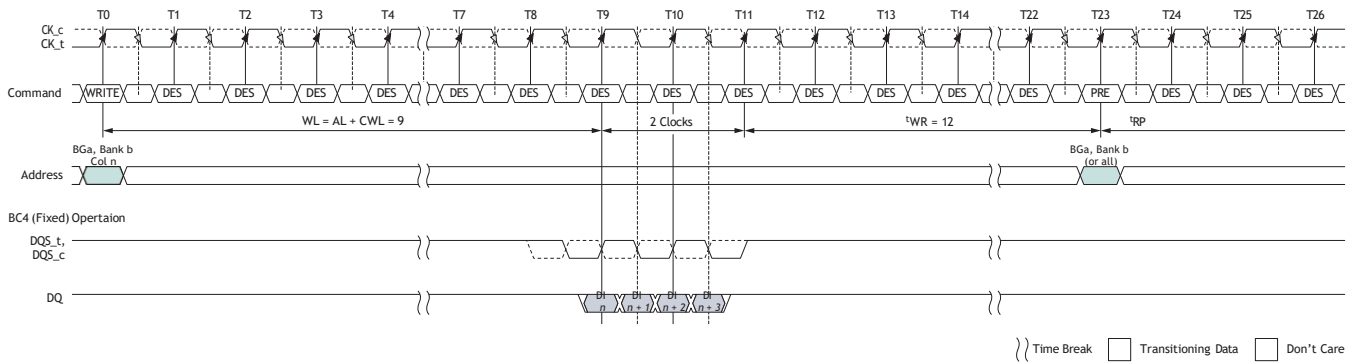 T0 T1 T2 T3 T4 T7 T8 T9 T10 T11 T12 T13 T14 T22 T23 T24 T25 T26
CK_c
CK_t
Command WRITE DES DES DES DES DES DES DES DES DES DES DES DES DES PRE DES DES DES
WL = AL + CWL = 9 2 Clocks tWR = 12 tRP
BGa, Bank b
Col n
BGa, Bank b
(or all)
Address
BC4 (Fixed) Opertaion
DQS_t,
DQS_c
DQ
DI
n
DI
n + 1
DI
n + 2
DI
n + 3
Time Break Transitioning Data Don't Care